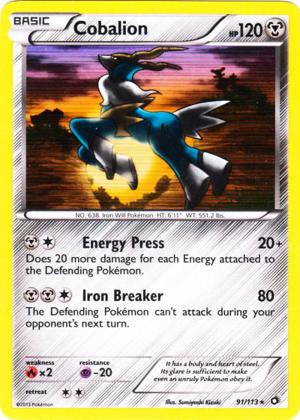 BASIC
Cobalion
HP120
NO. 638 Iron Will Pokémon HT: 6'11" WT: 551.2 lbs.
Energy Press 20+
Does 20 more damage for each Energy attached
to the Defending Pokémon.
Iron Breaker 80
The Defending Pokémon can't attack during your
opponent's next turn.
weakness
×2
resistance
-20
retreat
It has a body and heart of steel.
Its glare is sufficient to make
even an unruly Pokémon obey it.
©2013 Pokémon
Illus. Sumiyoshi Kizuki
91/113 ★